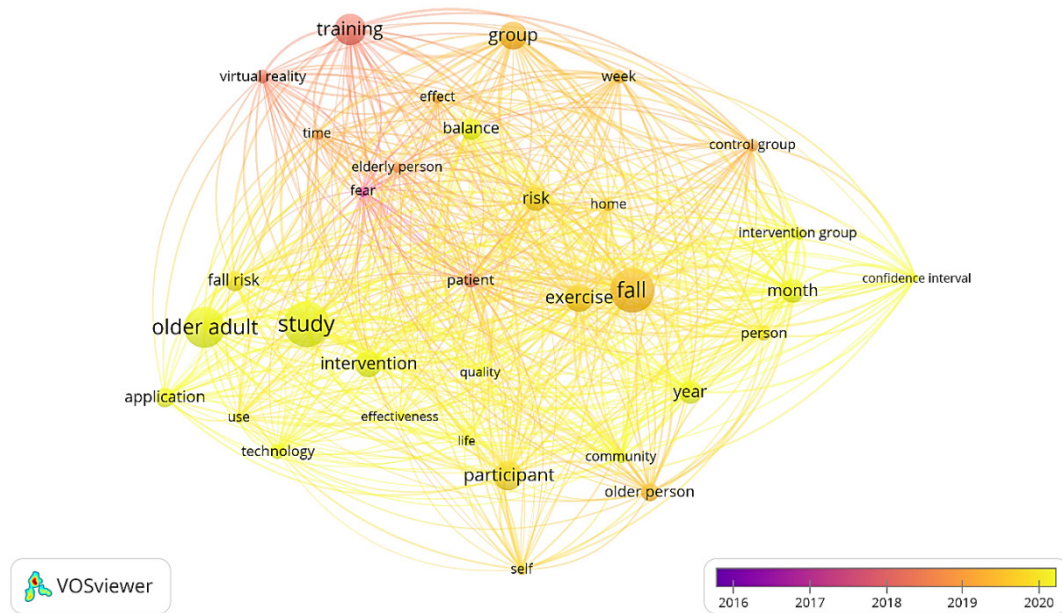 training
group
virtual reality
week
effect
balance
time
control group
elderly person
fear
risk
home
intervention group
fall risk
patient
confidence interval
exercise
fall
month
older adult
study
person
intervention
quality
year
application
use
effectiveness
technology
life
community
participant
older person
self
VOSviewer
2016 2017 2018 2019 2020